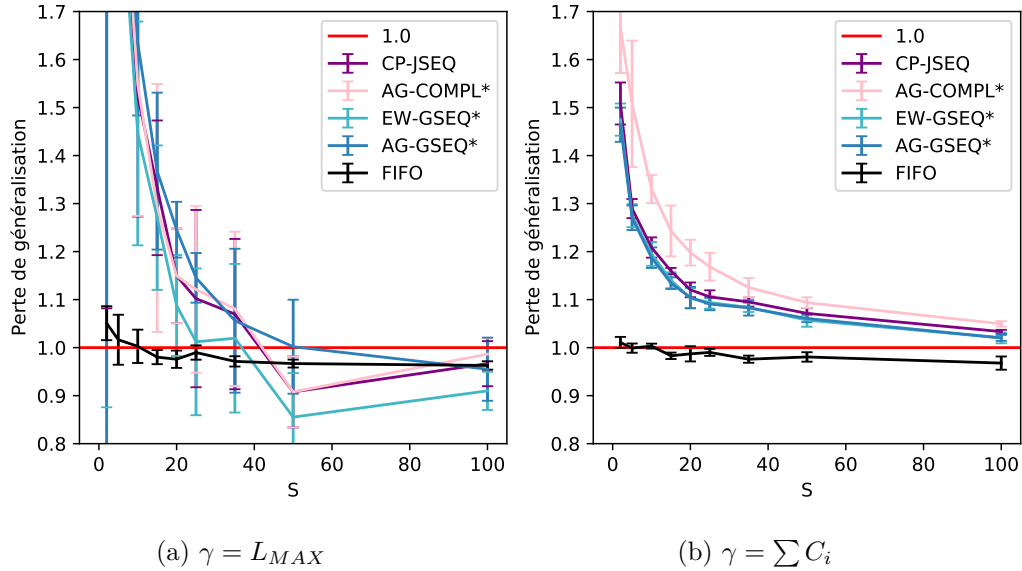 1.7
1.6
1.5
1.4
1.3
1.2
1.1
1.0
0.9
0.8
Perte de généralisation
0 20 40 60 80 100
S
1.0
CP-JSEQ
AG-COMPL*
EW-GSEQ*
AG-GSEQ*
FIFO
(a) γ = L_{MAX}
1.7
1.6
1.5
1.4
1.3
1.2
1.1
1.0
0.9
0.8
Perte de généralisation
0 20 40 60 80 100
S
1.0
CP-JSEQ
AG-COMPL*
EW-GSEQ*
AG-GSEQ*
FIFO
(b) γ = ∑ C_i